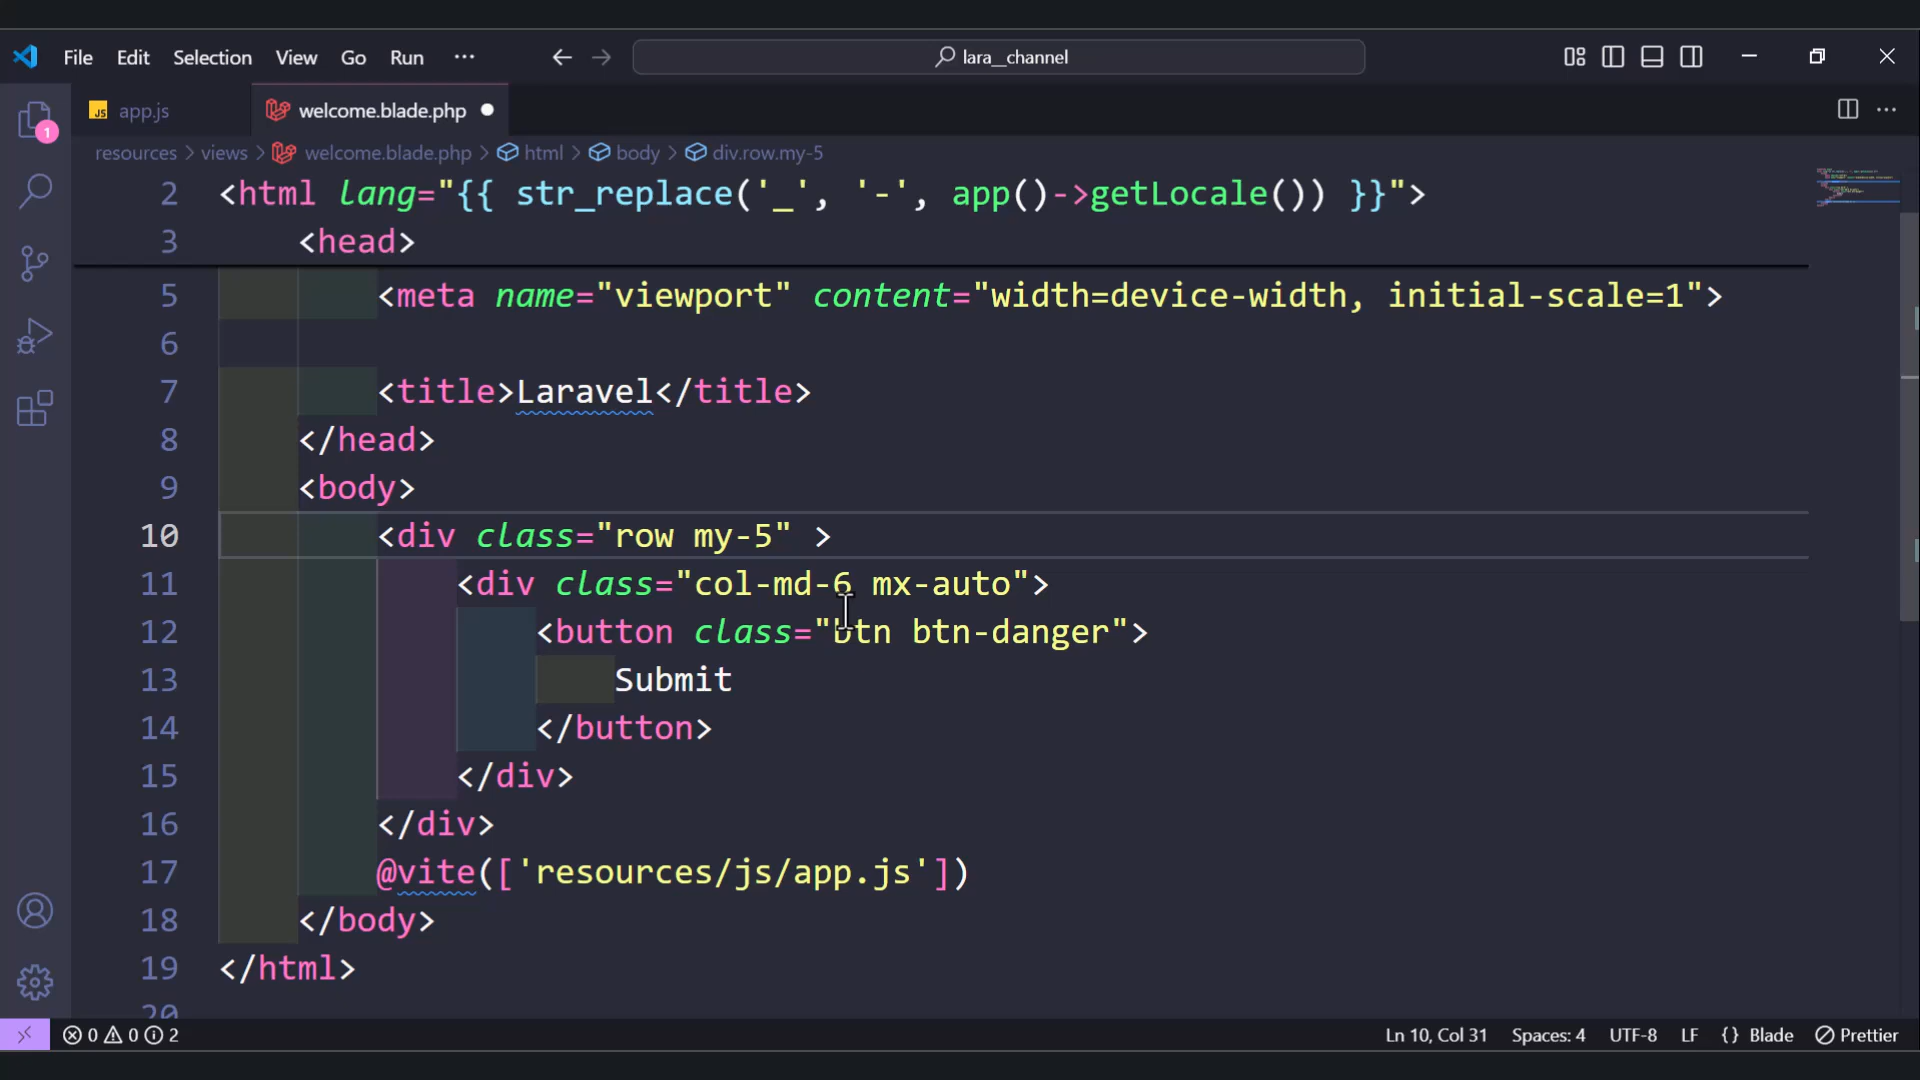 File Edit Selection View Go Run ··· lara__channel
JS app.js welcome.blade.php
1
resources > views > welcome.blade.php > html > body > div.row.my-5
2 <html lang="{{ str_replace('_', '-', app()->getLocale()) }}">
3 <head>
5 <meta name="viewport" content="width=device-width, initial-scale=1">
6
7 <title>Laravel</title>
8 </head>
9 <body>
10 <div class="row my-5" >
11 <div class="col-md-6 mx-auto">
12 <button class="btn btn-danger">
13 Submit
14 </button>
15 </div>
16 </div>
17 @vite(['resources/js/app.js'])
18 </body>
19 </html>
20
0 0 2 Ln 10, Col 31 Spaces: 4 UTF-8 LF {} Blade Prettier